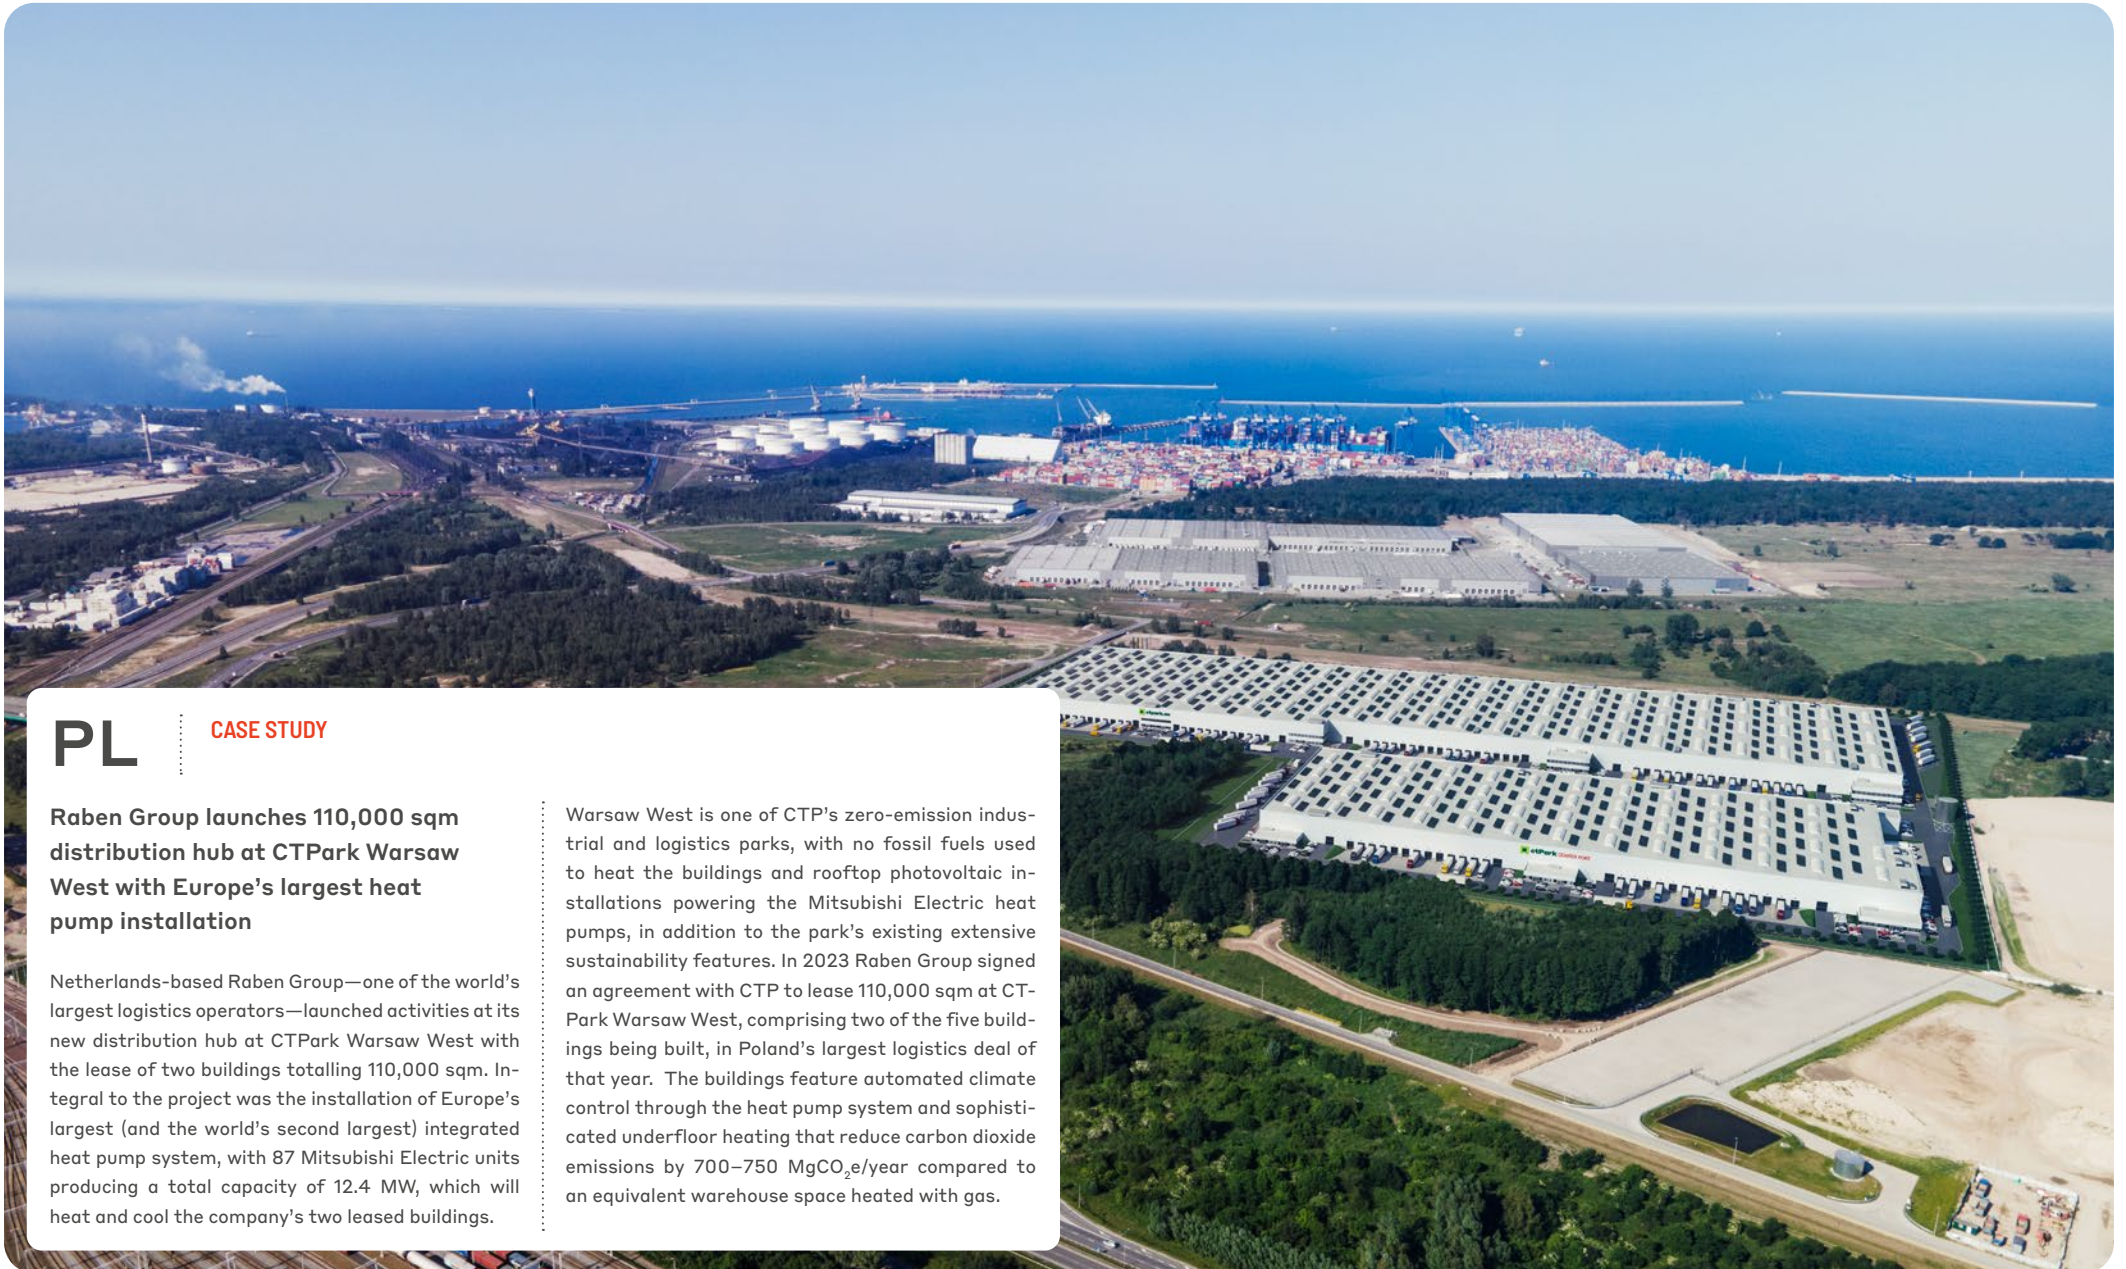 PL
CASE STUDY
Raben Group launches 110,000 sqm
distribution hub at CTPark Warsaw
West with Europe's largest heat
pump installation
Netherlands-based Raben Group—one of the world's
largest logistics operators—launched activities at its
new distribution hub at CTPark Warsaw West with
the lease of two buildings totalling 110,000 sqm. In-
tegral to the project was the installation of Europe's
largest (and the world's second largest) integrated
heat pump system, with 87 Mitsubishi Electric units
producing a total capacity of 12.4 MW, which will
heat and cool the company's two leased buildings.
Warsaw West is one of CTP's zero-emission indus-
trial and logistics parks, with no fossil fuels used
to heat the buildings and rooftop photovoltaic in-
stallations powering the Mitsubishi Electric heat
pumps, in addition to the park's existing extensive
sustainability features. In 2023 Raben Group signed
an agreement with CTP to lease 110,000 sqm at CT-
Park Warsaw West, comprising two of the five build-
ings being built, in Poland's largest logistics deal of
that year. The buildings feature automated climate
control through the heat pump system and sophisti-
cated underfloor heating that reduce carbon dioxide
emissions by 700–750 MgCO₂e/year compared to
an equivalent warehouse space heated with gas.
ctPark